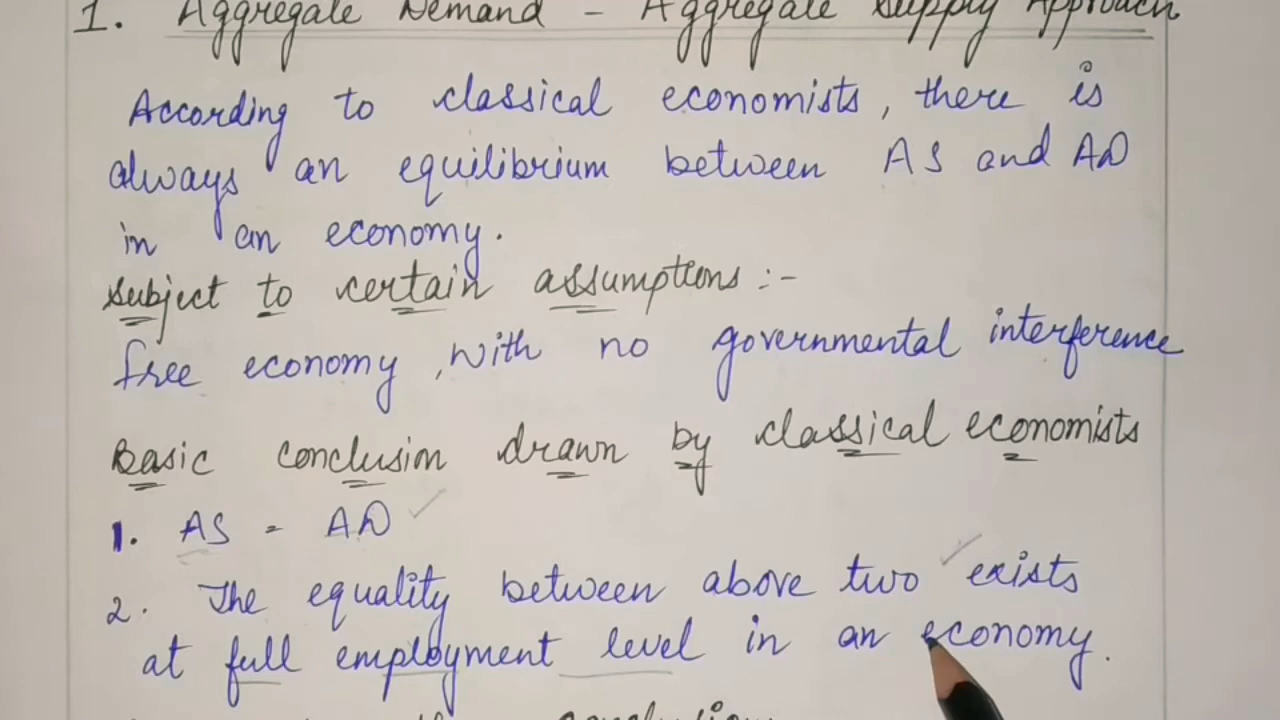 1. Aggregate Demand - Aggregate Supply Approach
According to classical economists, there is
always an equilibrium between AS and AD
in an economy.
Subject to certain assumptions :-
free economy, with no governmental interference
Basic conclusion drawn by classical economists
1. AS = AD ✓
2. The equality between above two ✓ exists
at full employment level in an economy.
conclusion